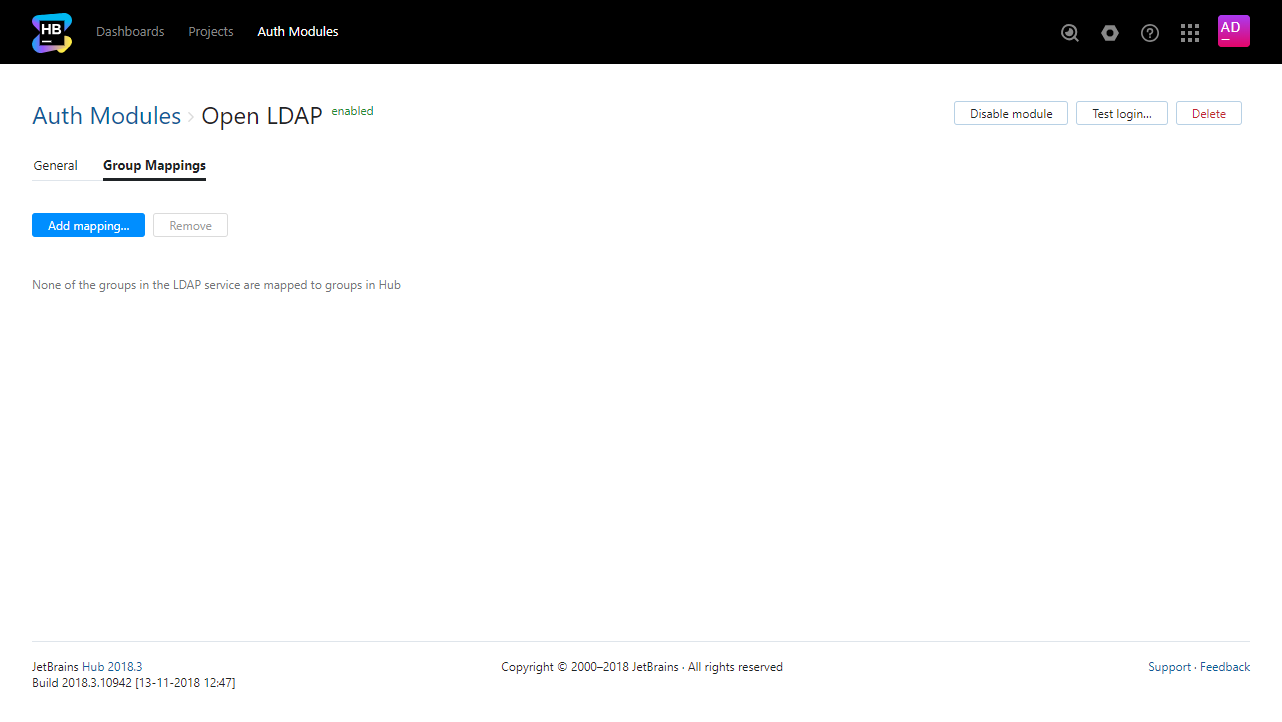 HB Dashboards Projects Auth Modules AD
Auth Modules › Open LDAP enabled Disable module Test login... Delete
General Group Mappings
Add mapping... Remove
None of the groups in the LDAP service are mapped to groups in Hub
JetBrains Hub 2018.3 Copyright © 2000–2018 JetBrains · All rights reserved Support · Feedback
Build 2018.3.10942 [13-11-2018 12:47]